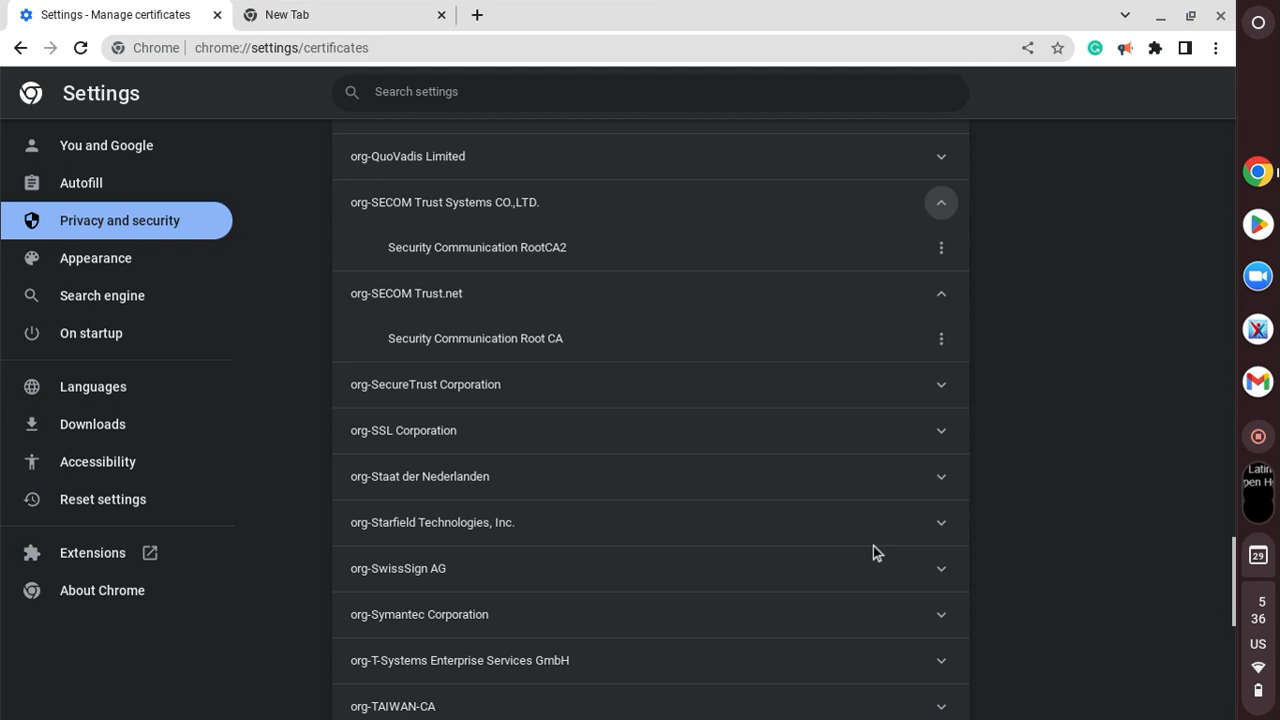 Settings - Manage certificates
New Tab
Chrome
chrome://settings/certificates
Settings
Search settings
You and Google
Autofill
Privacy and security
Appearance
Search engine
On startup
Languages
Downloads
Accessibility
Reset settings
Extensions
About Chrome
org-QuoVadis Limited
org-SECOM Trust Systems CO.,LTD.
Security Communication RootCA2
org-SECOM Trust.net
Security Communication Root CA
org-SecureTrust Corporation
org-SSL Corporation
org-Staat der Nederlanden
org-Starfield Technologies, Inc.
org-SwissSign AG
org-Symantec Corporation
org-T-Systems Enterprise Services GmbH
org-TAIWAN-CA
Latin
pen H
29
5
36
US